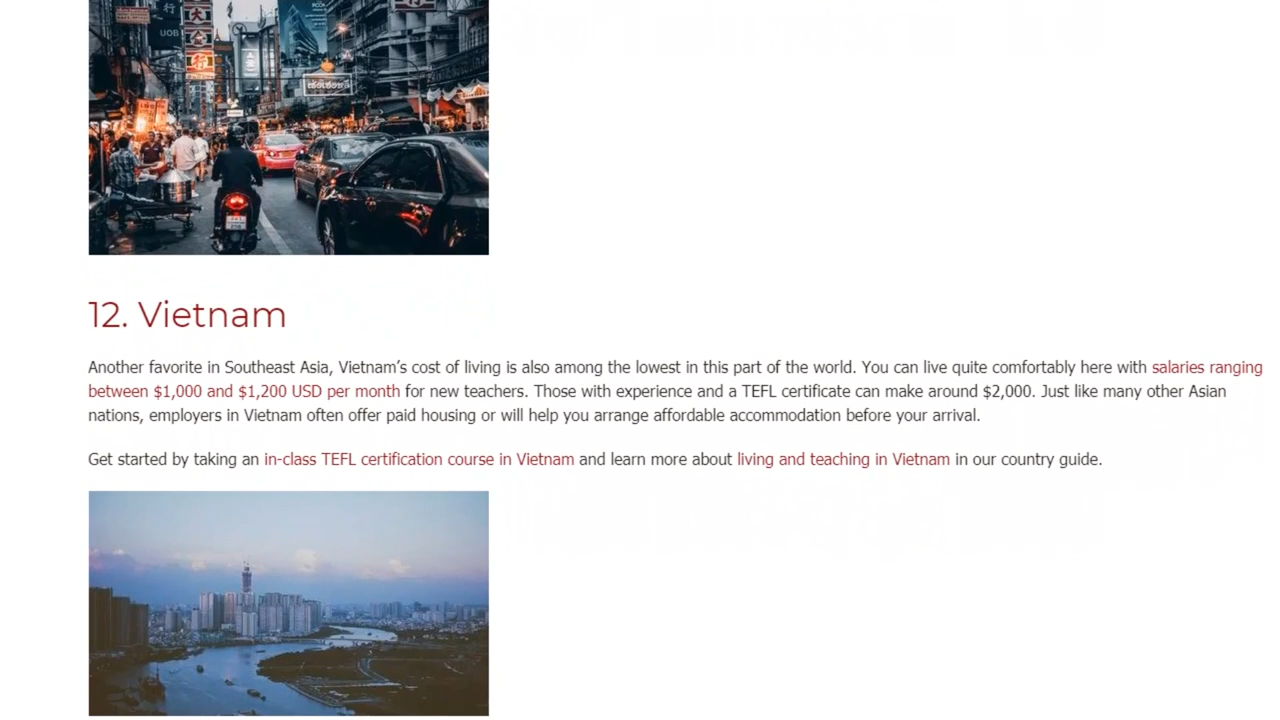 UOB
大
金
行
12. Vietnam
Another favorite in Southeast Asia, Vietnam’s cost of living is also among the lowest in this part of the world. You can live quite comfortably here with salaries ranging
between $1,000 and $1,200 USD per month for new teachers. Those with experience and a TEFL certificate can make around $2,000. Just like many other Asian
nations, employers in Vietnam often offer paid housing or will help you arrange affordable accommodation before your arrival.
Get started by taking an in-class TEFL certification course in Vietnam and learn more about living and teaching in Vietnam in our country guide.